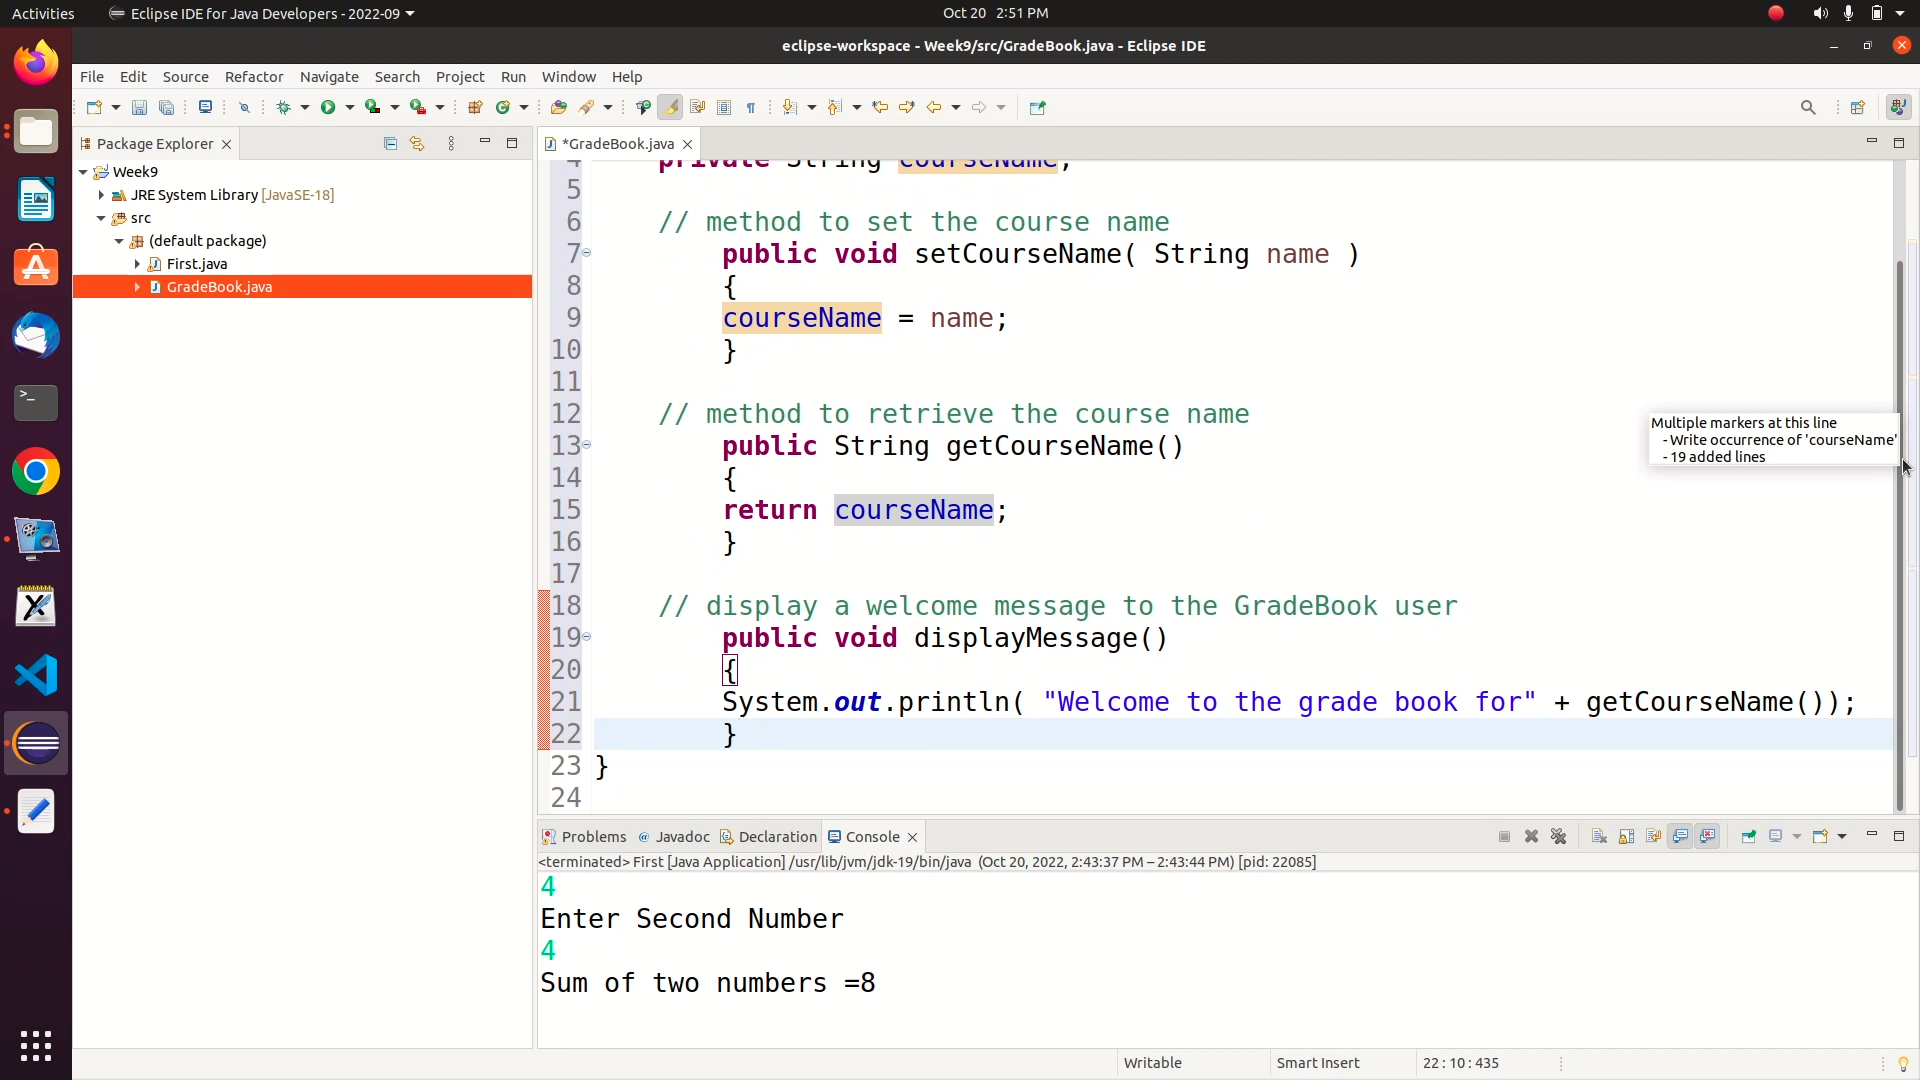 Activities Eclipse IDE for Java Developers - 2022-09 Oct 20 2:51 PM
eclipse-workspace - Week9/src/GradeBook.java - Eclipse IDE
File Edit Source Refactor Navigate Search Project Run Window Help
Package Explorer *GradeBook.java
Week9
JRE System Library [JavaSE-18]
src
(default package)
First.java
GradeBook.java
4 private String courseName;
5
6 // method to set the course name
7 public void setCourseName( String name )
8 {
9 courseName = name;
10 }
11
12 // method to retrieve the course name
13 public String getCourseName()
14 {
15 return courseName;
16 }
17
18 // display a welcome message to the GradeBook user
19 public void displayMessage()
20 {
21 System.out.println( "Welcome to the grade book for" + getCourseName());
22 }
23 }
24
Multiple markers at this line
- Write occurrence of 'courseName'
- 19 added lines
Problems @ Javadoc Declaration Console
<terminated> First [Java Application] /usr/lib/jvm/jdk-19/bin/java (Oct 20, 2022, 2:43:37 PM – 2:43:44 PM) [pid: 22085]
4
Enter Second Number
4
Sum of two numbers =8
Writable Smart Insert 22 : 10 : 435